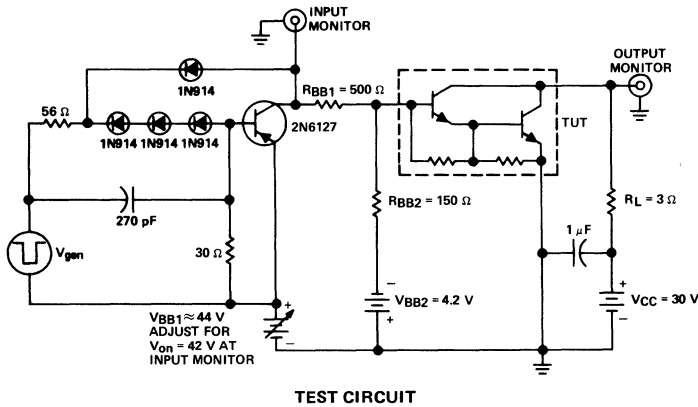 INPUT
MONITOR
OUTPUT
MONITOR
1N914
RBB1 = 500 Ω
56 Ω
2N6127
1N914 1N914 1N914
TUT
RBB2 = 150 Ω
RL = 3 Ω
270 pF
1 μF
Vgen
30 Ω
VBB1 ≈ 44 V
ADJUST FOR
Von = 42 V AT
INPUT MONITOR
+
−
−
VBB2 = 4.2 V
+
+
VCC = 30 V
−
TEST CIRCUIT